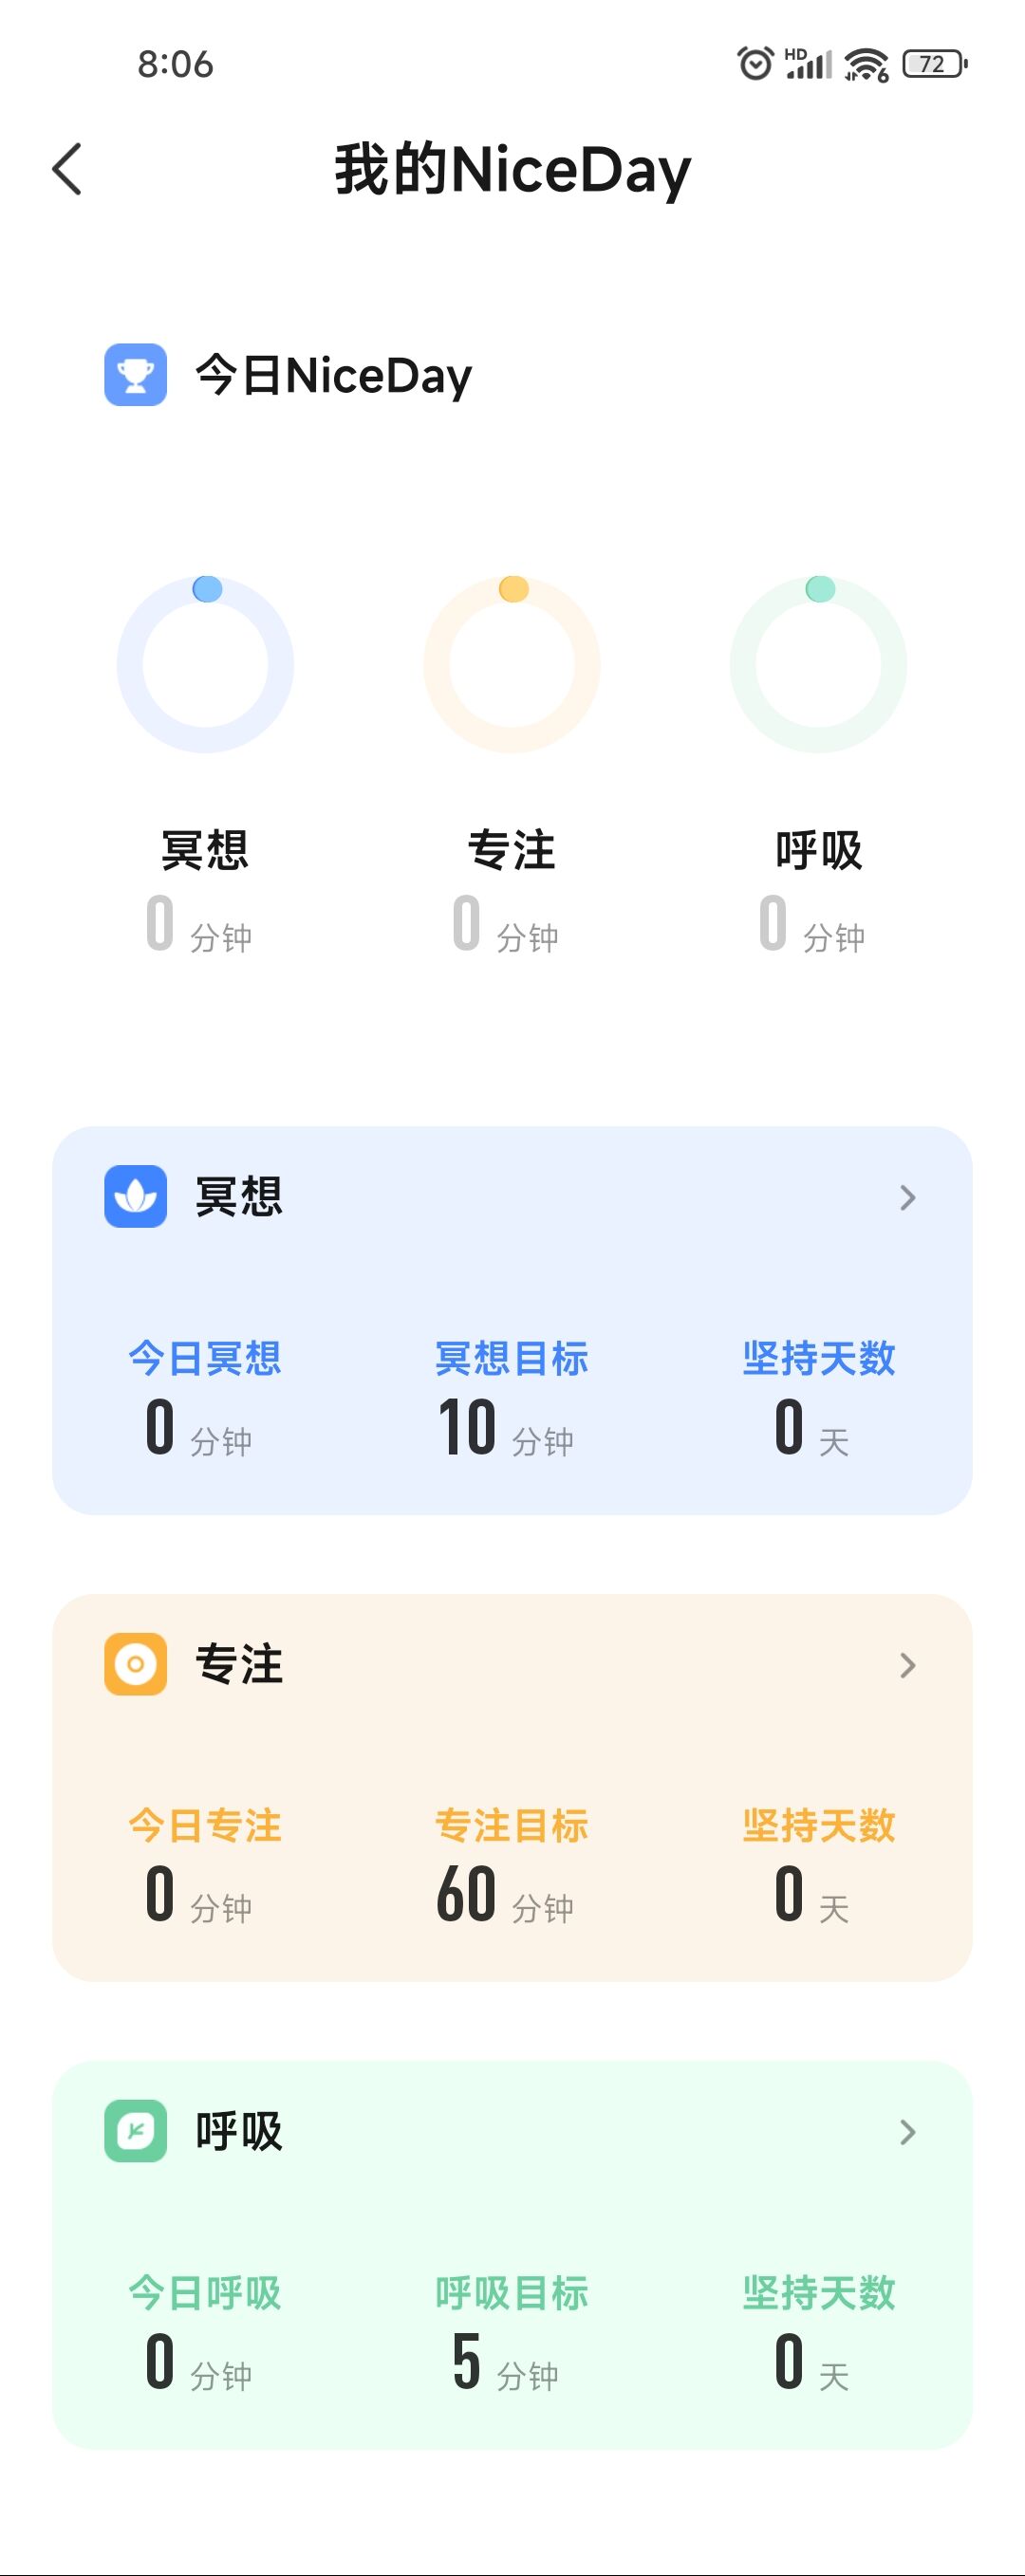 8:06
HD
6
72
我的NiceDay
今日NiceDay
冥想 专注 呼吸
0 分钟 0 分钟 0 分钟
冥想
今日冥想 冥想目标 坚持天数
0 分钟 10 分钟 0 天
专注
今日专注 专注目标 坚持天数
0 分钟 60 分钟 0 天
呼吸
今日呼吸 呼吸目标 坚持天数
0 分钟 5 分钟 0 天